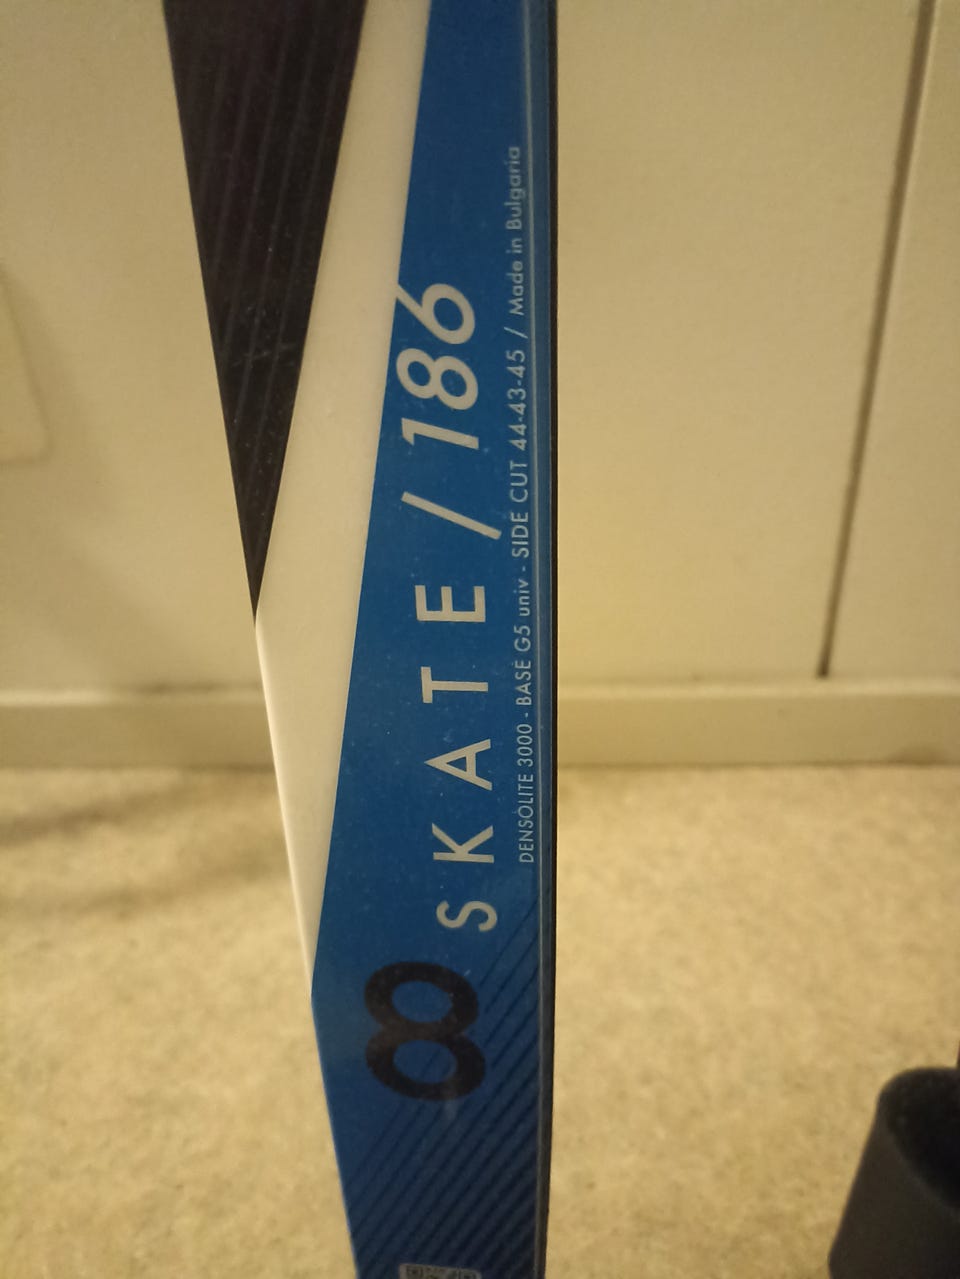 8 SKATE / 186
DENSOLITE 3000 - BASE G5 univ - SIDE CUT 44-43-45 / Made in Bulgaria